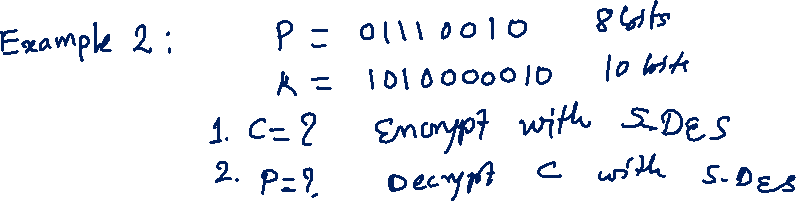 Example 2: P = 01110010 8 bits
K = 1010000010 10 bits
1. C=? Encrypt with S-DES
2. P=? Decrypt C with S-DES